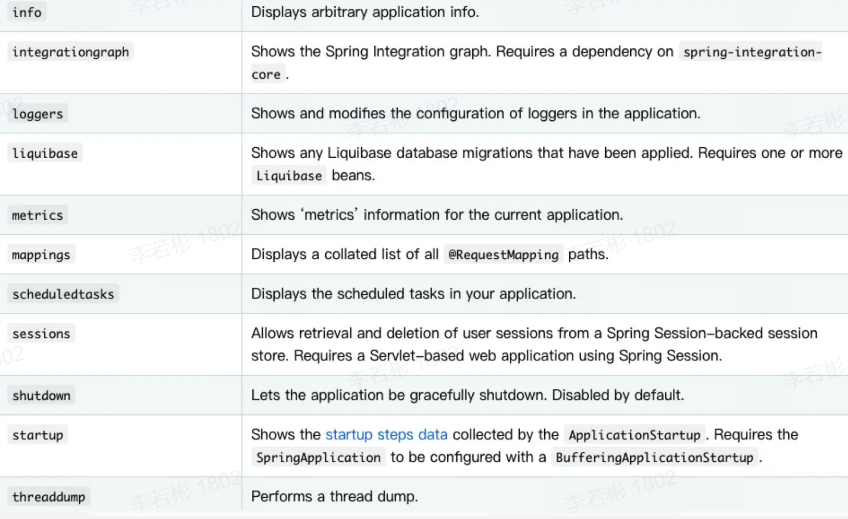 info Displays arbitrary application info.
integrationgraph Shows the Spring Integration graph. Requires a dependency on spring-integration-
core .
loggers Shows and modifies the configuration of loggers in the application.
liquibase Shows any Liquibase database migrations that have been applied. Requires one or more
Liquibase beans.
metrics Shows ‘metrics’ information for the current application.
mappings Displays a collated list of all @RequestMapping paths.
scheduledtasks Displays the scheduled tasks in your application.
sessions Allows retrieval and deletion of user sessions from a Spring Session–backed session
store. Requires a Servlet–based web application using Spring Session.
shutdown Lets the application be gracefully shutdown. Disabled by default.
startup Shows the startup steps data collected by the ApplicationStartup . Requires the
SpringApplication to be configured with a BufferingApplicationStartup .
threaddump Performs a thread dump.
李若彬 1802